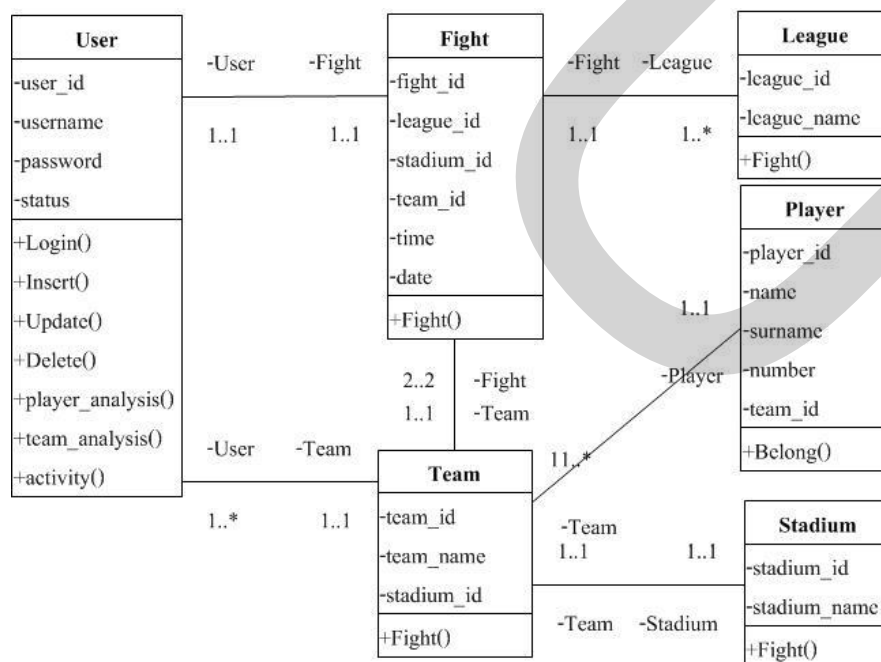 User
-user_id
-username
-password
-status
+Login()
+Insert()
+Update()
+Delete()
+player_analysis()
+team_analysis()
+activity()
-User -Fight
1..1 1..1
Fight
-fight_id
-league_id
-stadium_id
-team_id
-time
-date
+Fight()
-Fight -League
1..1 1..*
League
-league_id
-league_name
+Fight()
Player
-player_id
-name
-surname
-number
-team_id
+Belong()
1..1
-Player
11..*
2..2 -Fight
1..1 -Team
-User -Team
1..* 1..1
Team
-team_id
-team_name
-stadium_id
+Fight()
-Team
1..1 1..1
-Team -Stadium
Stadium
-stadium_id
-stadium_name
+Fight()